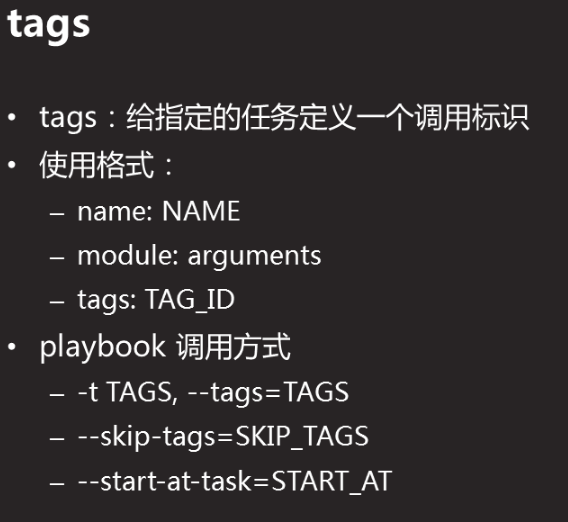 tags
• tags：给指定的任务定义一个调用标识
• 使用格式：
– name: NAME
– module: arguments
– tags: TAG_ID
• playbook 调用方式
– -t TAGS, --tags=TAGS
– --skip-tags=SKIP_TAGS
– --start-at-task=START_AT